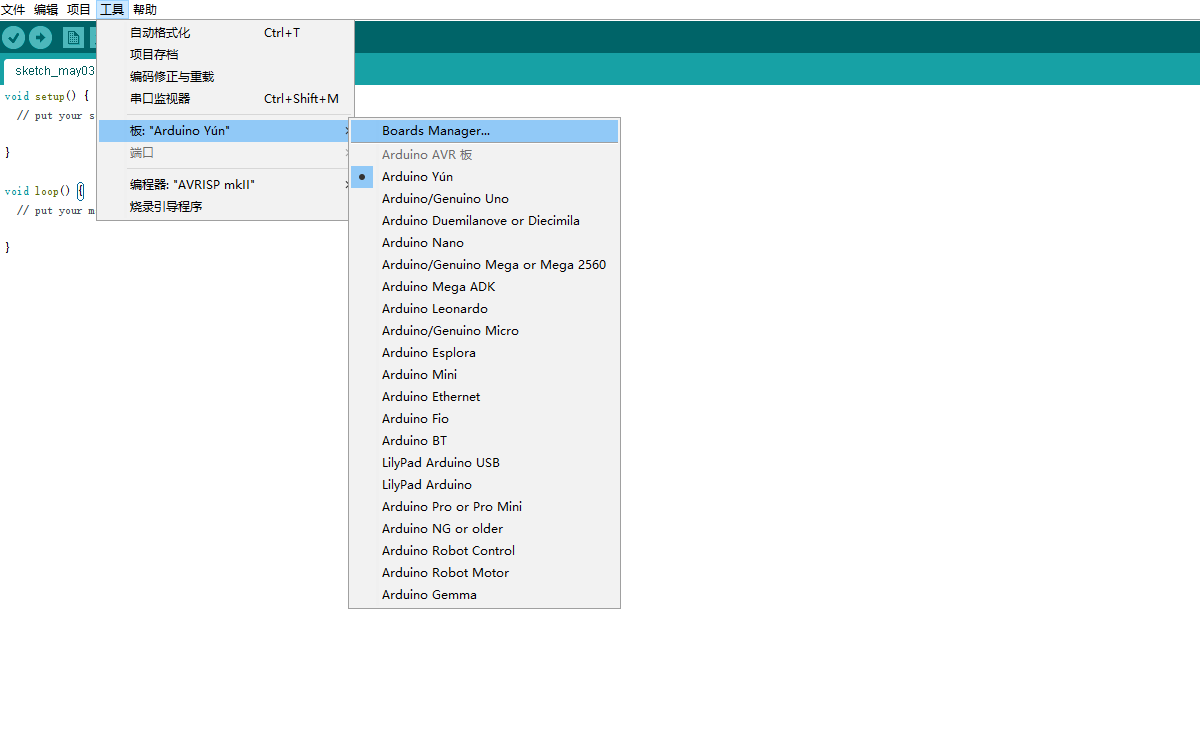 文件 编辑 项目 工具 帮助
自动格式化 Ctrl+T
项目存档
编码修正与重载
串口监视器 Ctrl+Shift+M
板: "Arduino Yún"
端口
编程器: "AVRISP mkII"
烧录引导程序
sketch_may03
void setup() {
// put your s
}
void loop() {
// put your m
}
Boards Manager...
Arduino AVR 板
Arduino Yún
Arduino/Genuino Uno
Arduino Duemilanove or Diecimila
Arduino Nano
Arduino/Genuino Mega or Mega 2560
Arduino Mega ADK
Arduino Leonardo
Arduino/Genuino Micro
Arduino Esplora
Arduino Mini
Arduino Ethernet
Arduino Fio
Arduino BT
LilyPad Arduino USB
LilyPad Arduino
Arduino Pro or Pro Mini
Arduino NG or older
Arduino Robot Control
Arduino Robot Motor
Arduino Gemma